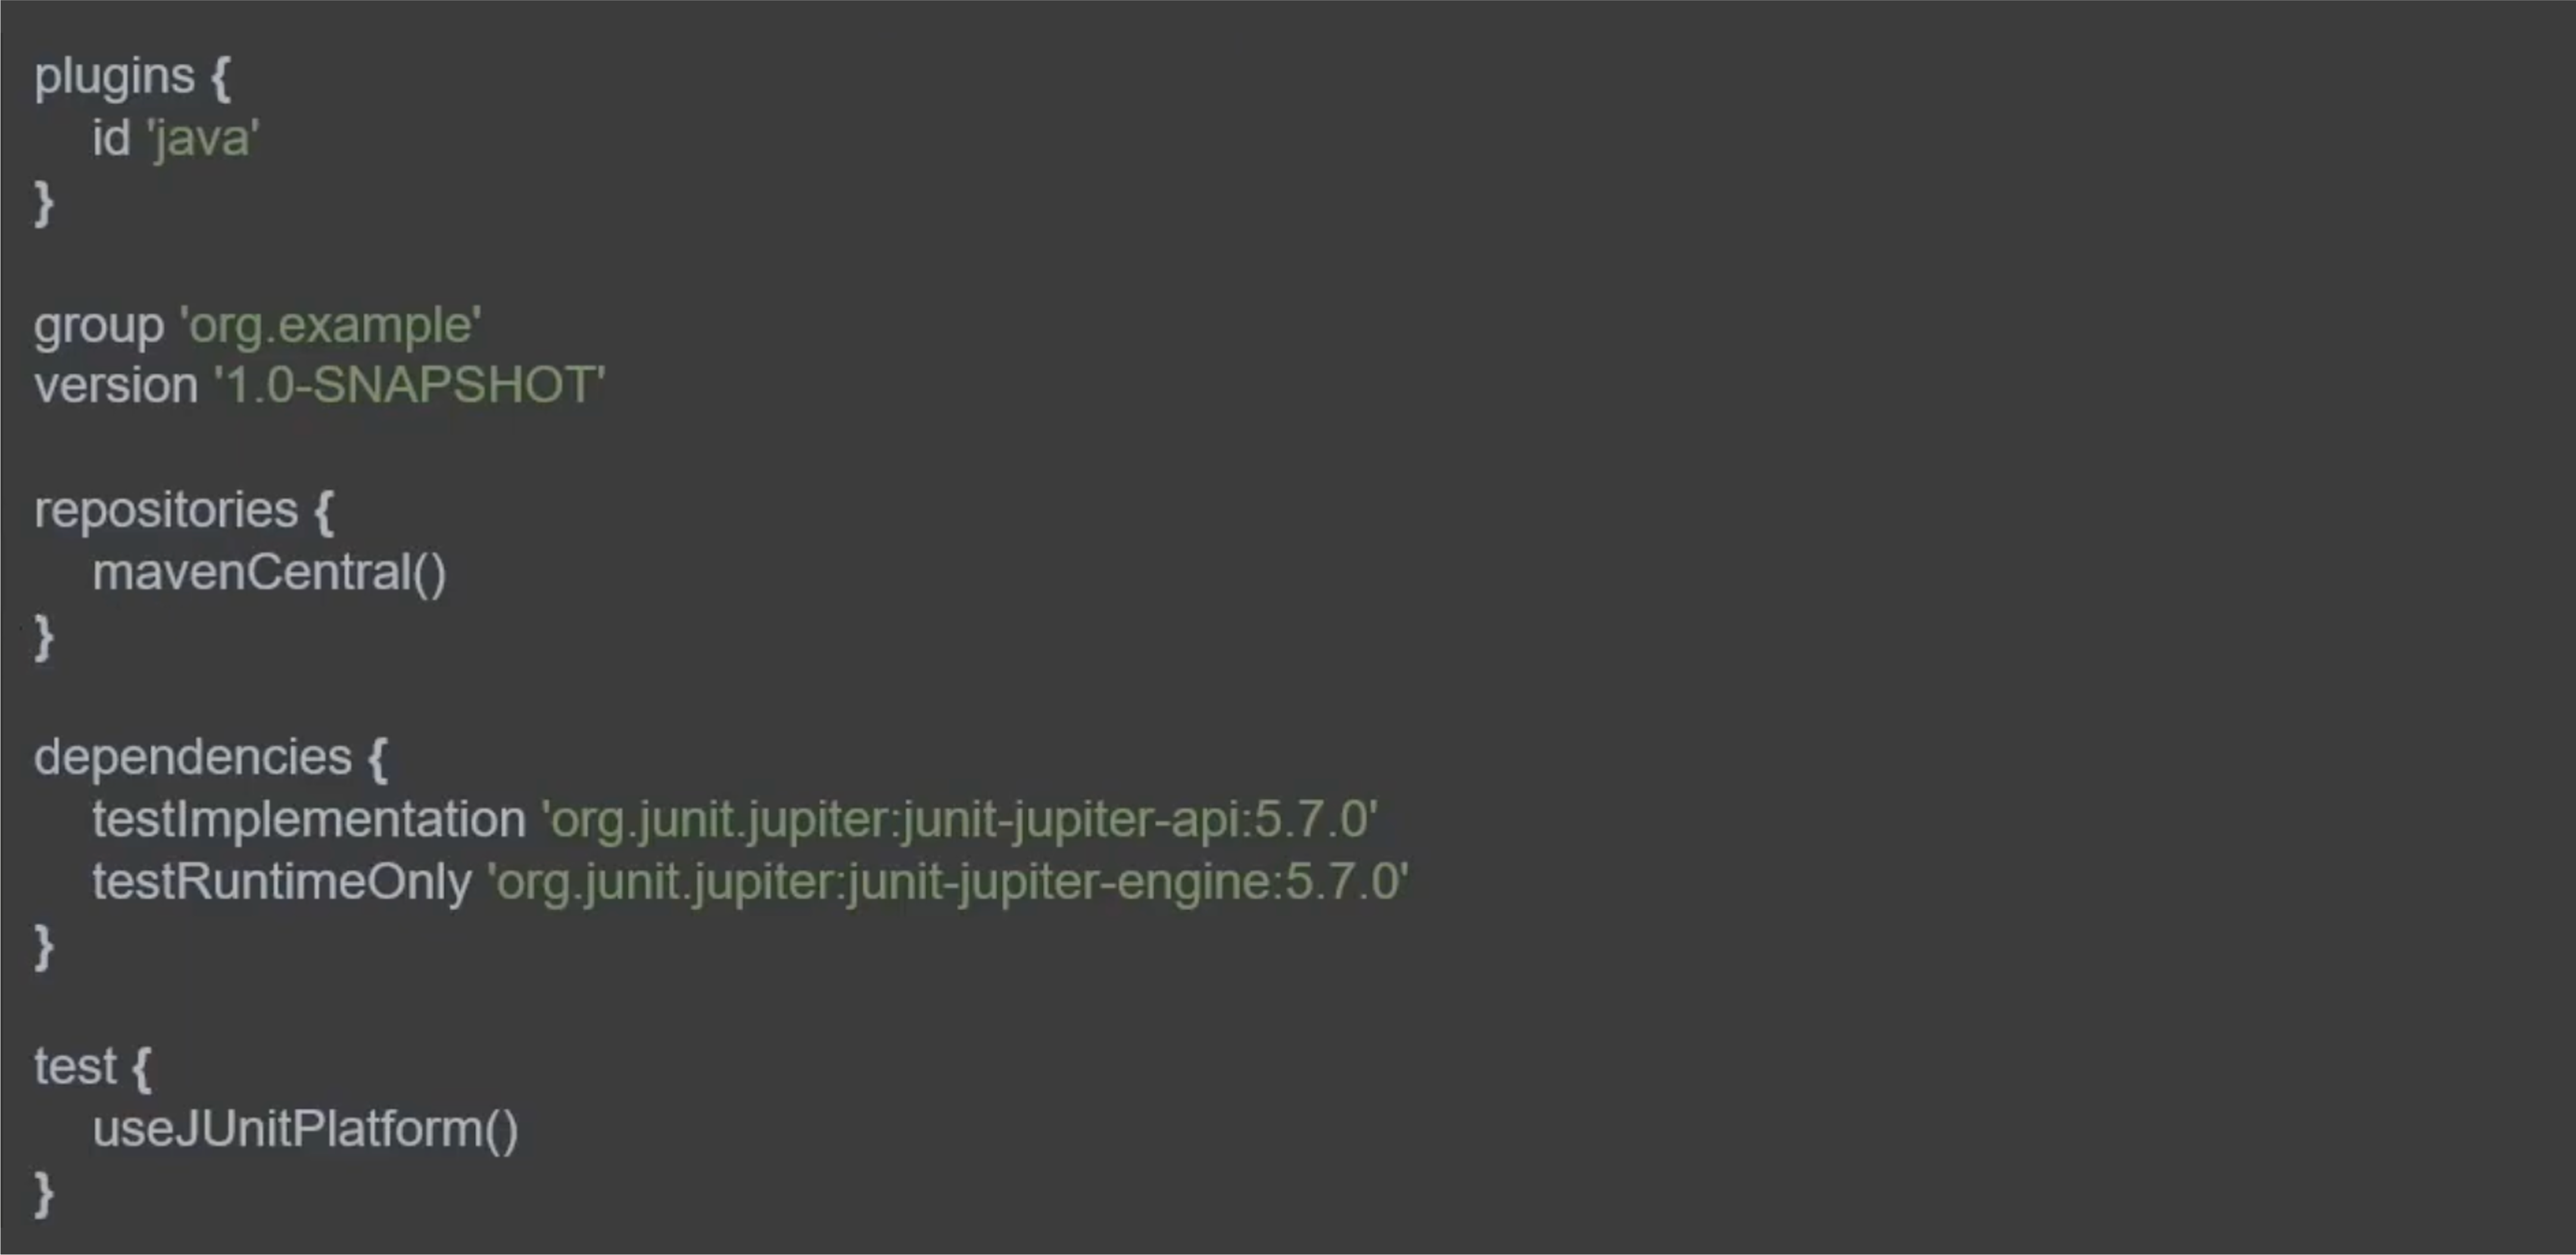 plugins {
    id 'java'
}

group 'org.example'
version '1.0-SNAPSHOT'

repositories {
    mavenCentral()
}

dependencies {
    testImplementation 'org.junit.jupiter:junit-jupiter-api:5.7.0'
    testRuntimeOnly 'org.junit.jupiter:junit-jupiter-engine:5.7.0'
}

test {
    useJUnitPlatform()
}